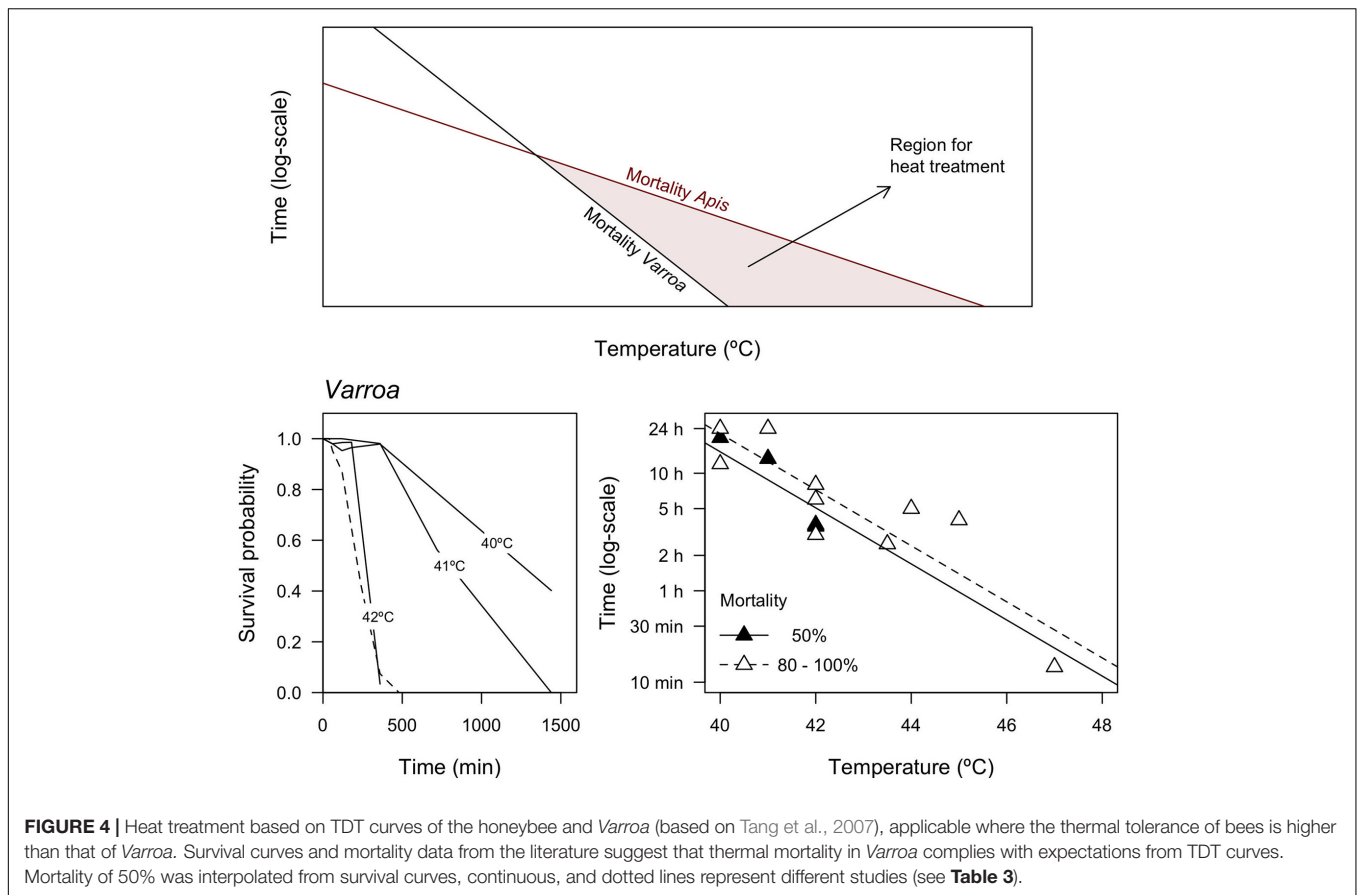 Time (log-scale)
Mortality Apis
Mortality Varroa
Region for
heat treatment
Temperature (ºC)
Varroa
Survival probability
1.0
0.8
0.6
0.4
0.2
0.0
40ºC
41ºC
42ºC
0
500
1000
1500
Time (min)
Time (log-scale)
24 h
10 h
5 h
2 h
1 h
30 min
10 min
Mortality
50%
80 - 100%
40
42
44
46
48
Temperature (ºC)
FIGURE 4 | Heat treatment based on TDT curves of the honeybee and Varroa (based on Tang et al., 2007), applicable where the thermal tolerance of bees is higher
than that of Varroa. Survival curves and mortality data from the literature suggest that thermal mortality in Varroa complies with expectations from TDT curves.
Mortality of 50% was interpolated from survival curves, continuous, and dotted lines represent different studies (see Table 3).